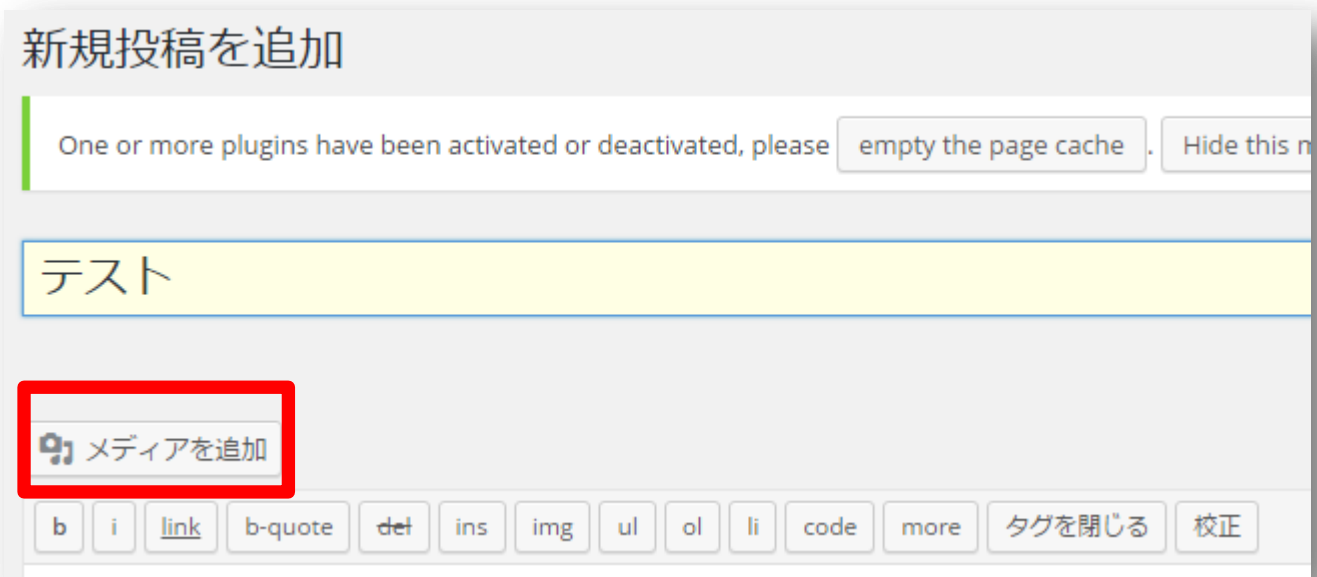 新規投稿を追加
One or more plugins have been activated or deactivated, please empty the page cache . Hide this
テスト
メディアを追加
b i link b-quote del ins img ul ol li code more タグを閉じる 校正